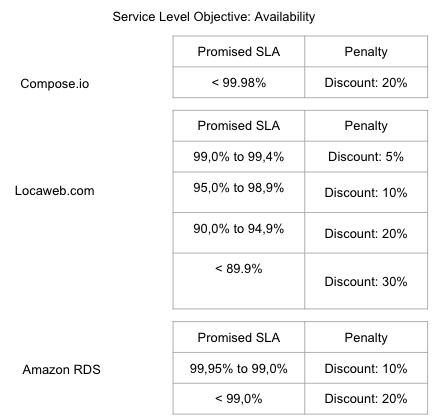 Service Level Objective: Availability
Promised SLA Penalty
Compose.io < 99.98% Discount: 20%
Promised SLA Penalty
99,0% to 99,4% Discount: 5%
Locaweb.com 95,0% to 98,9% Discount: 10%
90,0% to 94,9% Discount: 20%
< 89.9% Discount: 30%
Promised SLA Penalty
Amazon RDS 99,95% to 99,0% Discount: 10%
< 99,0% Discount: 20%